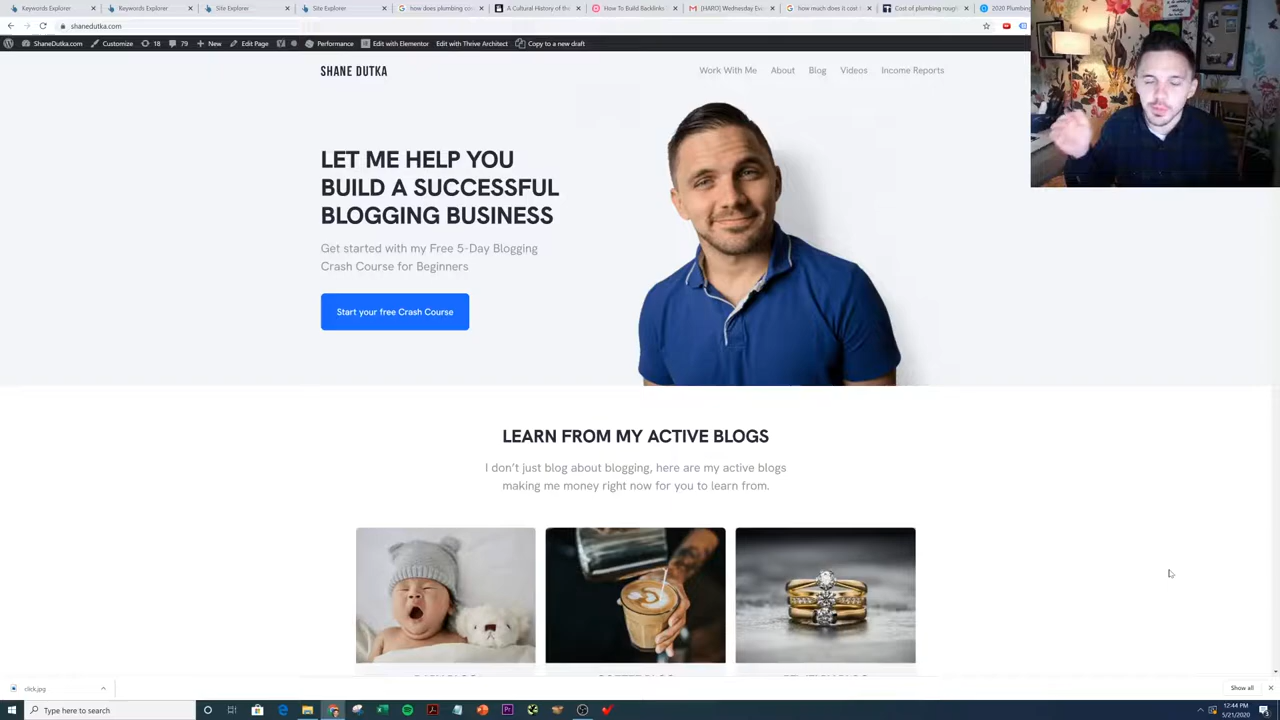 Keywords Explorer
Keywords Explorer
Site Explorer
Site Explorer
how does plumbing co
A Cultural History of the
How To Build Backlinks
[HARO] Wednesday Eve
how much does it cost
Cost of plumbing rough
2020 Plumbing
shanedutka.com
ShaneDutka.com
Customize
18
79
New
Edit Page
Performance
Edit with Elementor
Edit with Thrive Architect
Copy to a new draft
SHANE DUTKA
Work With Me
About
Blog
Videos
Income Reports
LET ME HELP YOU
BUILD A SUCCESSFUL
BLOGGING BUSINESS
Get started with my Free 5-Day Blogging
Crash Course for Beginners
Start your free Crash Course
LEARN FROM MY ACTIVE BLOGS
I don't just blog about blogging, here are my active blogs
making me money right now for you to learn from.
click.jpg
Show all
Type here to search
12:44 PM
5/21/2020